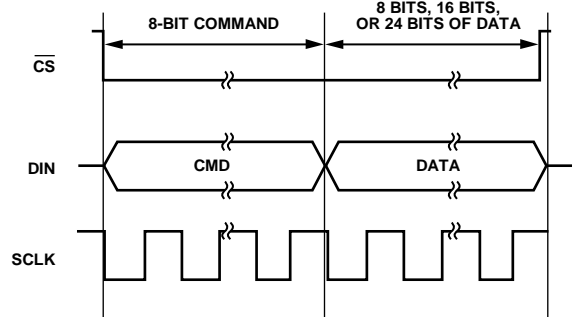 8-BIT COMMAND
8 BITS, 16 BITS,
OR 24 BITS OF DATA
CS
DIN
CMD
DATA
SCLK